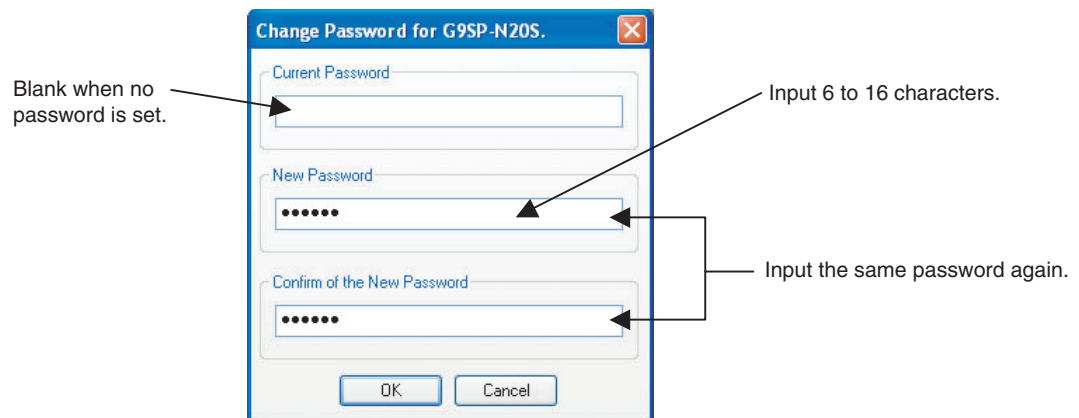 Change Password for G9SP-N20S.
Current Password
Blank when no
password is set.
Input 6 to 16 characters.
New Password
••••••
Input the same password again.
Confirm of the New Password
••••••
OK
Cancel